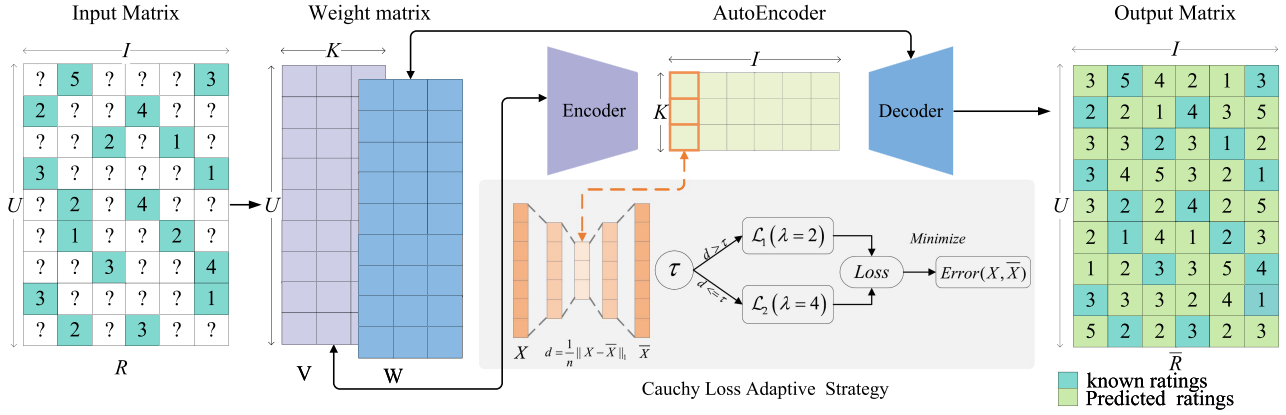 Input Matrix
Weight matrix
AutoEncoder
Output Matrix
I
K
I
I
U
? 5 ? ? ? 3
2 ? ? 4 ? ?
? ? 2 ? 1 ?
3 ? ? ? ? 1
? 2 ? 4 ? ?
? 1 ? ? 2 ?
? ? 3 ? ? 4
3 ? ? ? ? 1
? 2 ? 3 ? ?
R
U
V
W
Encoder
K
Decoder
X
d = 1/n || X - X̅ ||₁
X̅
τ
d > τ
d <= τ
ℒ₁(λ = 2)
ℒ₂(λ = 4)
Loss
Minimize
Error(X, X̅)
Cauchy Loss Adaptive Strategy
U
3 5 4 2 1 3
2 2 1 4 3 5
3 3 2 3 1 2
3 4 5 3 2 1
3 2 2 4 2 5
2 1 4 1 2 3
1 2 3 3 5 4
3 3 3 2 4 1
5 2 2 3 2 3
R̅
known ratings
Predicted ratings